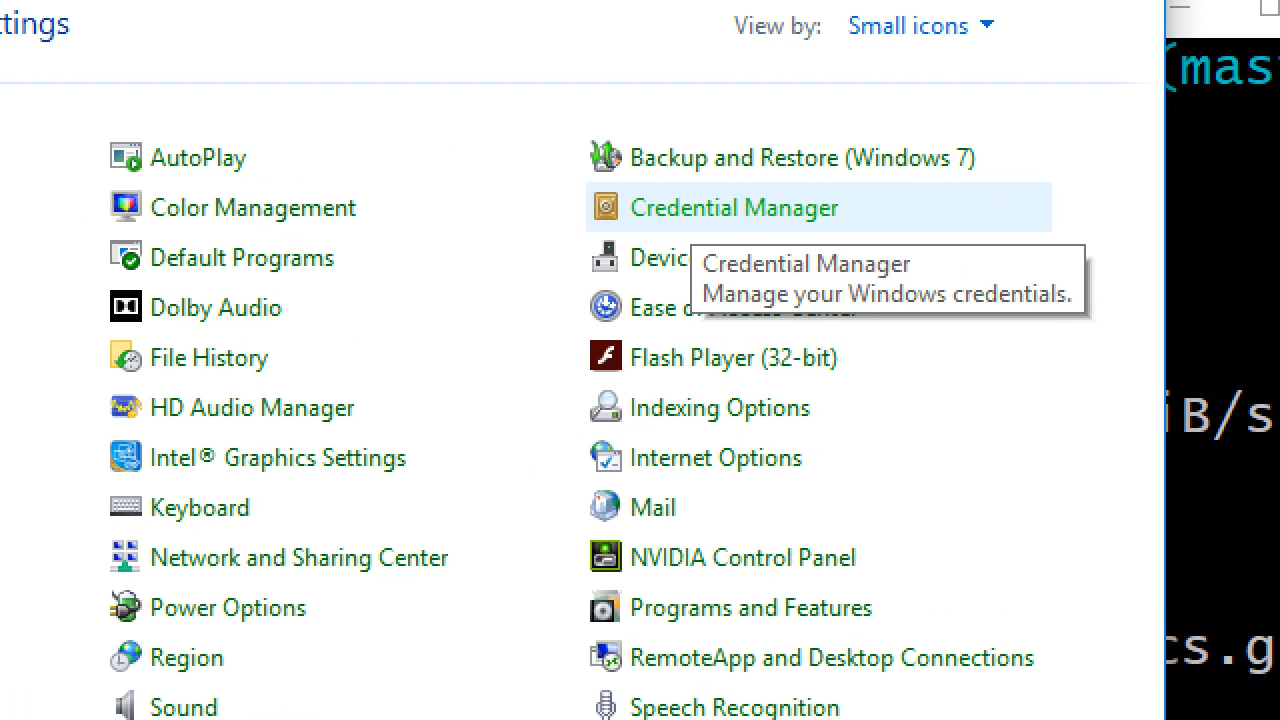 ttings
View by: Small icons
(mas
AutoPlay
Backup and Restore (Windows 7)
Color Management
Credential Manager
Default Programs
Devic
Credential Manager
Manage your Windows credentials.
Dolby Audio
Ease
File History
Flash Player (32-bit)
HD Audio Manager
Indexing Options
iB/s
Intel® Graphics Settings
Internet Options
Keyboard
Mail
Network and Sharing Center
NVIDIA Control Panel
Power Options
Programs and Features
Region
RemoteApp and Desktop Connections
cs.g
Sound
Speech Recognition